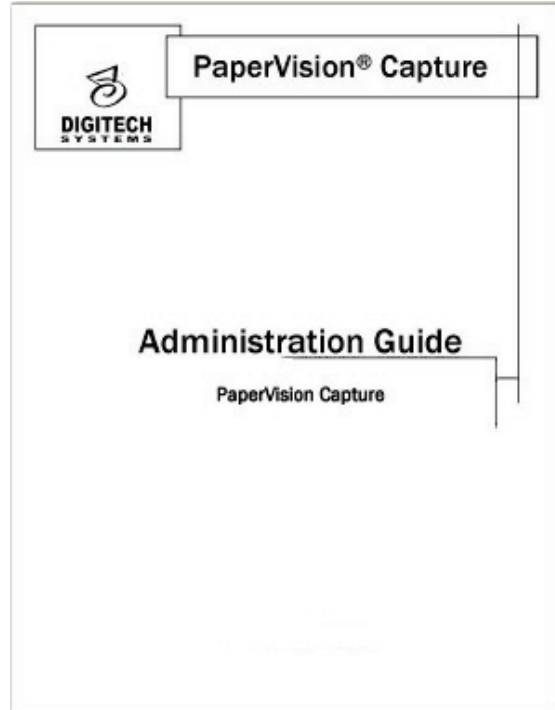 PaperVision® Capture
DIGITECH
SYSTEMS
Administration Guide
PaperVision Capture